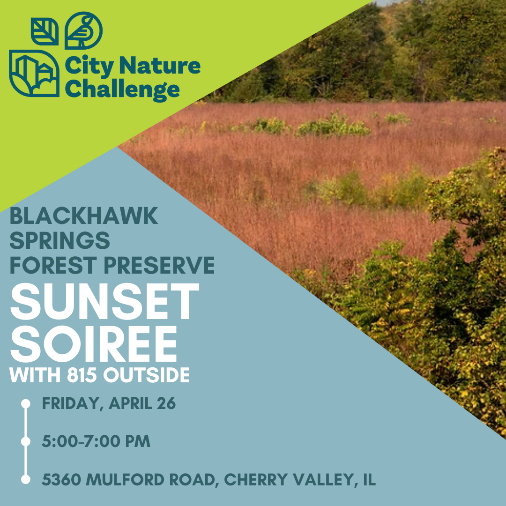 City Nature
Challenge
BLACKHAWK
SPRINGS
FOREST PRESERVE
SUNSET
SOIREE
WITH 815 OUTSIDE
FRIDAY, APRIL 26
5:00-7:00 PM
5360 MULFORD ROAD, CHERRY VALLEY, IL